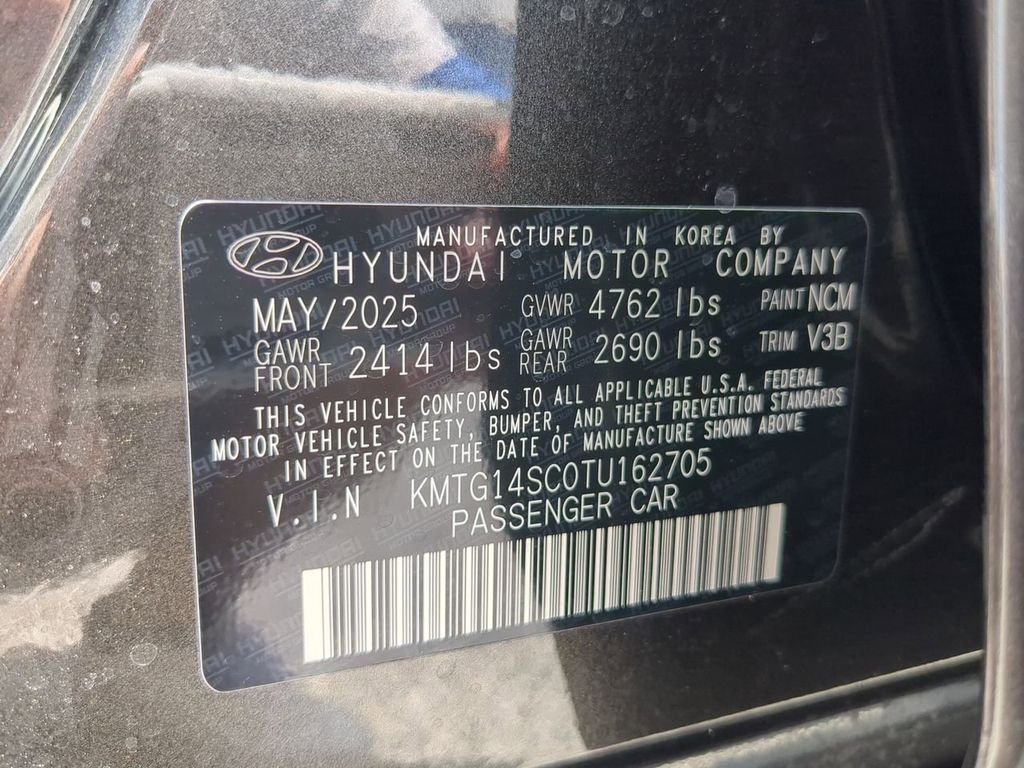 MANUFACTURED IN KOREA BY
HYUNDAI MOTOR COMPANY
MAY/2025 GVWR 4762 lbs PAINT NCM
GAWR FRONT 2414 lbs GAWR REAR 2690 lbs TRIM V3B
THIS VEHICLE CONFORMS TO ALL APPLICABLE U.S.A. FEDERAL
MOTOR VEHICLE SAFETY, BUMPER, AND THEFT PREVENTION STANDARDS
IN EFFECT ON THE DATE OF MANUFACTURE SHOWN ABOVE
V.I.N KMTG14SC0TU162705
PASSENGER CAR